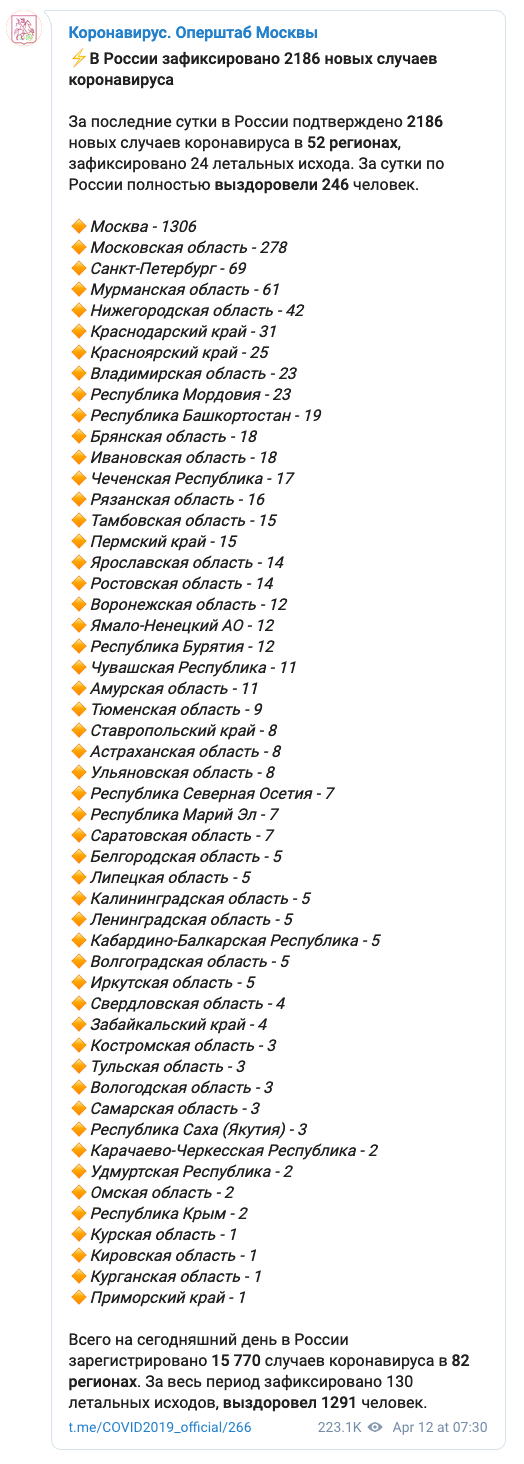 Коронавирус. Оперштаб Москвы
⚡В России зафиксировано 2186 новых случаев
коронавируса
За последние сутки в России подтверждено 2186
новых случаев коронавируса в 52 регионах,
зафиксировано 24 летальных исхода. За сутки по
России полностью выздоровели 246 человек.
🔸Москва - 1306
🔸Московская область - 278
🔸Санкт-Петербург - 69
🔸Мурманская область - 61
🔸Нижегородская область - 42
🔸Краснодарский край - 31
🔸Красноярский край - 25
🔸Владимирская область - 23
🔸Республика Мордовия - 23
🔸Республика Башкортостан - 19
🔸Брянская область - 18
🔸Ивановская область - 18
🔸Чеченская Республика - 17
🔸Рязанская область - 16
🔸Тамбовская область - 15
🔸Пермский край - 15
🔸Ярославская область - 14
🔸Ростовская область - 14
🔸Воронежская область - 12
🔸Ямало-Ненецкий АО - 12
🔸Республика Бурятия - 12
🔸Чувашская Республика - 11
🔸Амурская область - 11
🔸Тюменская область - 9
🔸Ставропольский край - 8
🔸Астраханская область - 8
🔸Ульяновская область - 8
🔸Республика Северная Осетия - 7
🔸Республика Марий Эл - 7
🔸Саратовская область - 7
🔸Белгородская область - 5
🔸Липецкая область - 5
🔸Калининградская область - 5
🔸Ленинградская область - 5
🔸Кабардино-Балкарская Республика - 5
🔸Волгоградская область - 5
🔸Иркутская область - 5
🔸Свердловская область - 4
🔸Забайкальский край - 4
🔸Костромская область - 3
🔸Тульская область - 3
🔸Вологодская область - 3
🔸Самарская область - 3
🔸Республика Саха (Якутия) - 3
🔸Карачаево-Черкесская Республика - 2
🔸Удмуртская Республика - 2
🔸Омская область - 2
🔸Республика Крым - 2
🔸Курская область - 1
🔸Кировская область - 1
🔸Курганская область - 1
🔸Приморский край - 1
Всего на сегодняшний день в России
зарегистрировано 15 770 случаев коронавируса в 82
регионах. За весь период зафиксировано 130
летальных исходов, выздоровел 1291 человек.
t.me/COVID2019_official/266 223.1K Apr 12 at 07:30